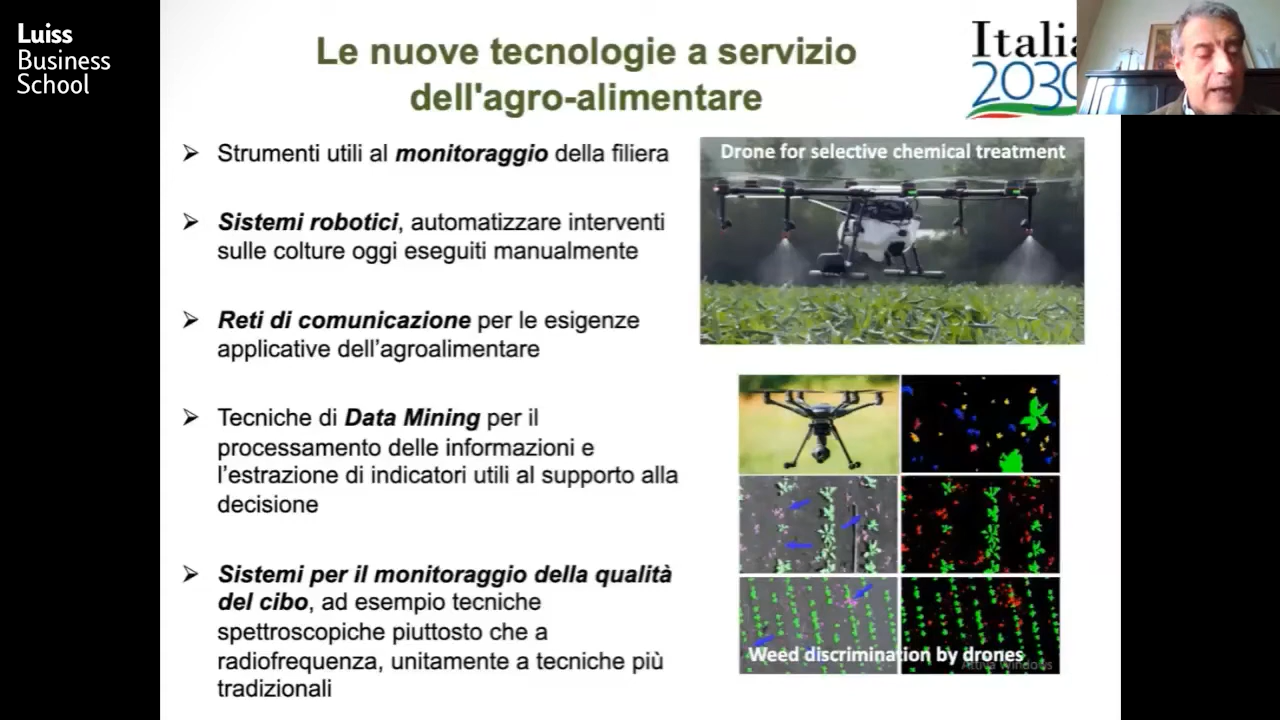 Luiss
Business
School
Le nuove tecnologie a servizio
dell'agro-alimentare
Italia
2030
➢ Strumenti utili al monitoraggio della filiera
➢ Sistemi robotici, automatizzare interventi
sulle colture oggi eseguiti manualmente
➢ Reti di comunicazione per le esigenze
applicative dell’agroalimentare
➢ Tecniche di Data Mining per il
processamento delle informazioni e
l’estrazione di indicatori utili al supporto alla
decisione
➢ Sistemi per il monitoraggio della qualità
del cibo, ad esempio tecniche
spettroscopiche piuttosto che a
radiofrequenza, unitamente a tecniche più
tradizionali
Drone for selective chemical treatment
Weed discrimination by drones
Attiva Windows